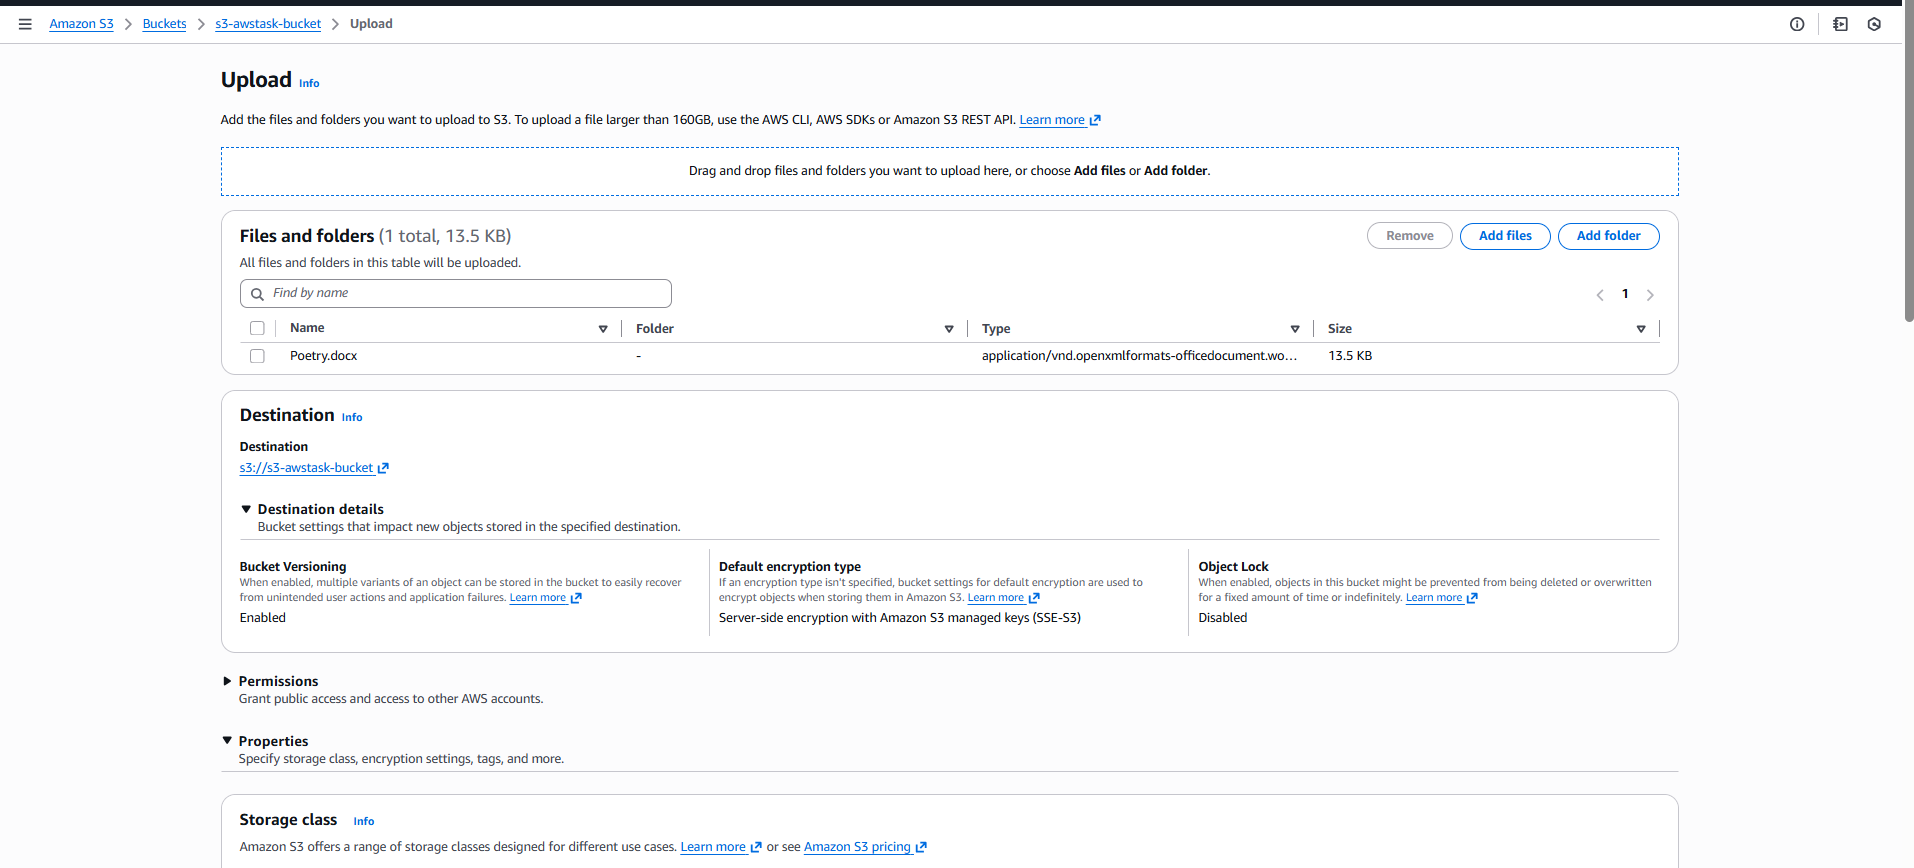 Amazon S3 > Buckets > s3-awstask-bucket > Upload
Upload Info
Add the files and folders you want to upload to S3. To upload a file larger than 160GB, use the AWS CLI, AWS SDKs or Amazon S3 REST API. Learn more
Drag and drop files and folders you want to upload here, or choose Add files or Add folder.
Files and folders (1 total, 13.5 KB)
Remove Add files Add folder
All files and folders in this table will be uploaded.
Find by name
1
Name Folder Type Size
Poetry.docx - application/vnd.openxmlformats-officedocument.wo... 13.5 KB
Destination Info
Destination
s3://s3-awstask-bucket
Destination details
Bucket settings that impact new objects stored in the specified destination.
Bucket Versioning
When enabled, multiple variants of an object can be stored in the bucket to easily recover
from unintended user actions and application failures. Learn more
Enabled
Default encryption type
If an encryption type isn't specified, bucket settings for default encryption are used to
encrypt objects when storing them in Amazon S3. Learn more
Server-side encryption with Amazon S3 managed keys (SSE-S3)
Object Lock
When enabled, objects in this bucket might be prevented from being deleted or overwritten
for a fixed amount of time or indefinitely. Learn more
Disabled
Permissions
Grant public access and access to other AWS accounts.
Properties
Specify storage class, encryption settings, tags, and more.
Storage class Info
Amazon S3 offers a range of storage classes designed for different use cases. Learn more or see Amazon S3 pricing